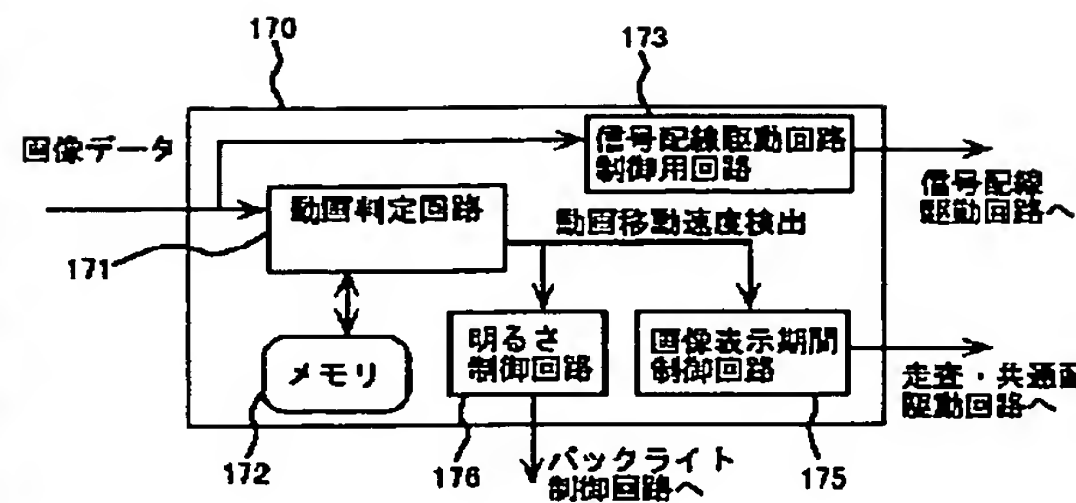 170
173
画像データ
信号配線駆動回路
制御用回路
信号配線
駆動回路へ
動画判定回路
動画移動速度検出
171
明るさ
制御回路
画像表示期間
制御回路
メモリ
走査・共通
駆動回路へ
172
176
バックライト
制御回路へ
175